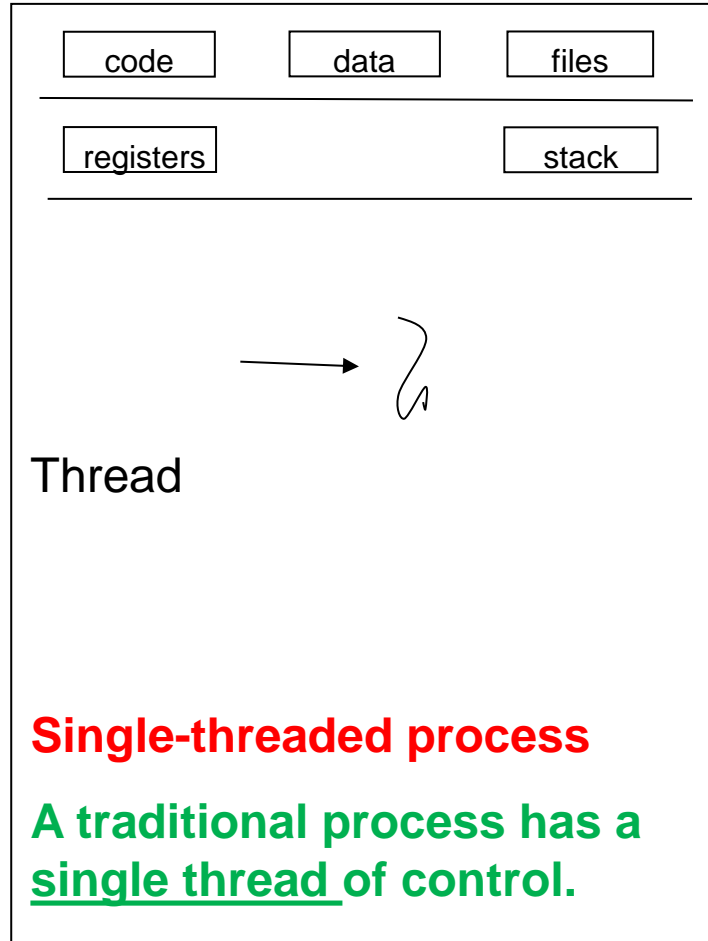 code data files
registers stack
Thread
Single-threaded process
A traditional process has a
single thread of control.